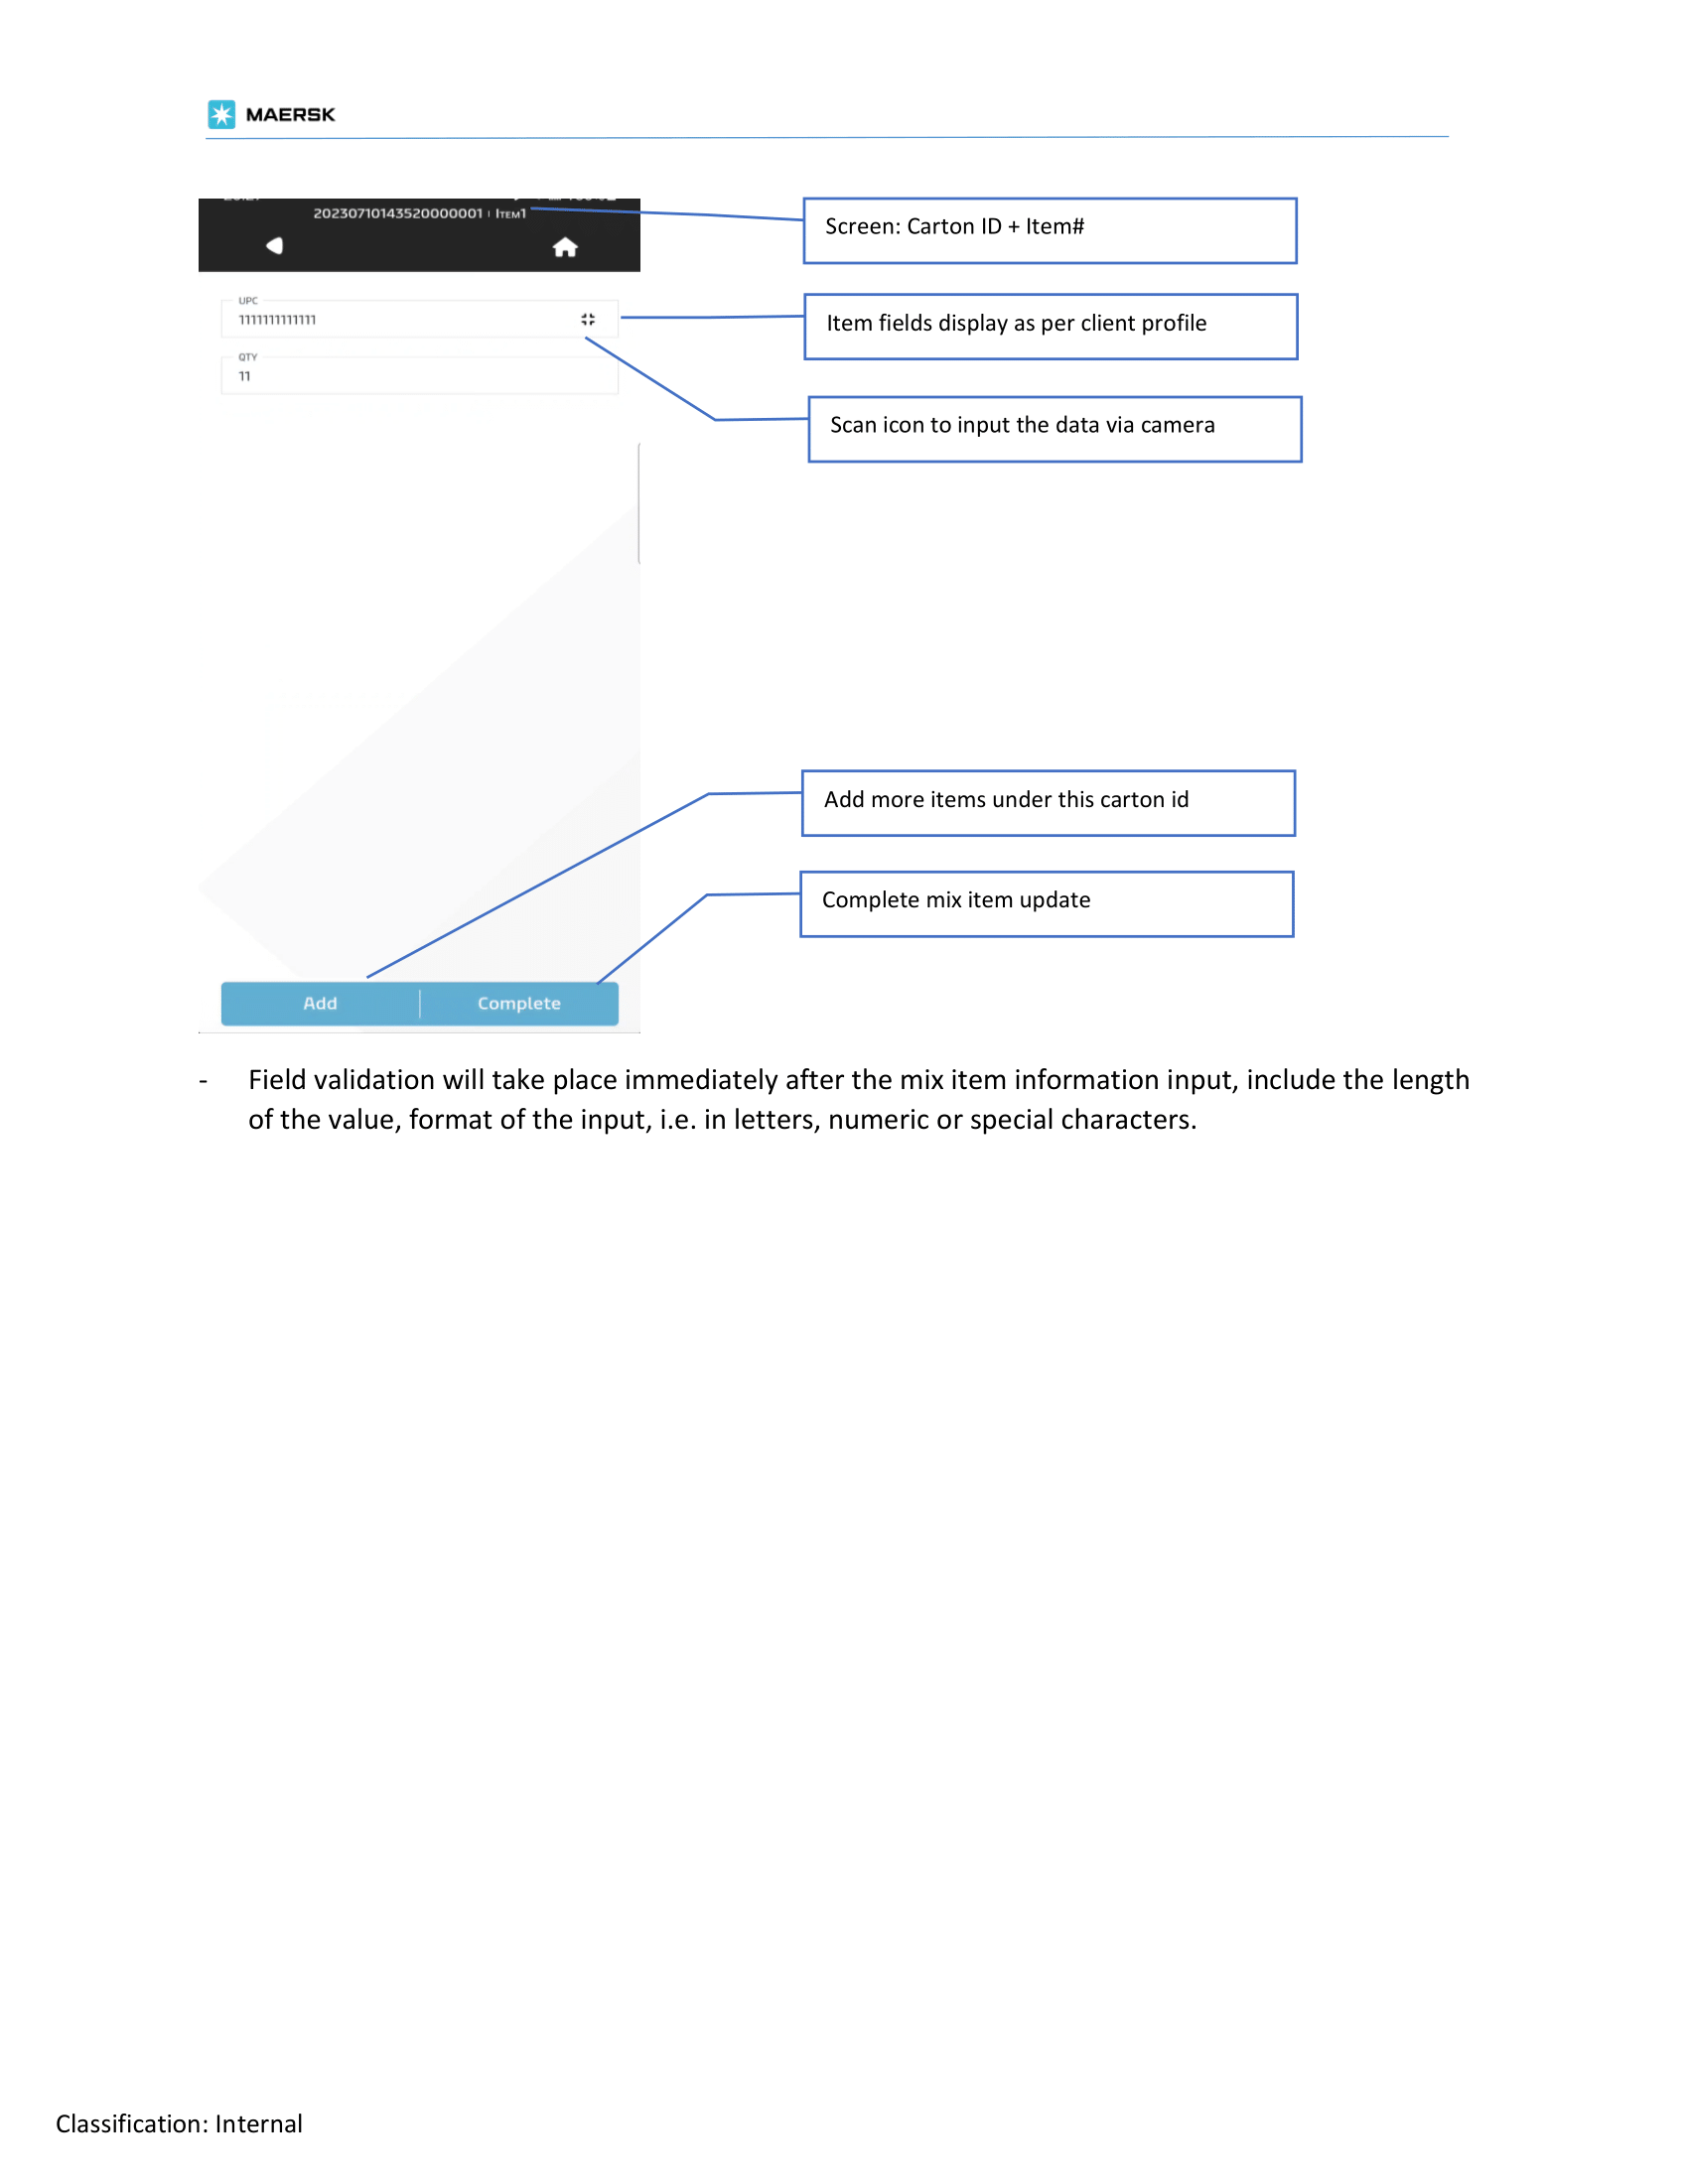 MAERSK
20230710143520000001 | Item1
Screen: Carton ID + Item#
UPC
1111111111111
Item fields display as per client profile
QTY
11
Scan icon to input the data via camera
Add more items under this carton id
Complete mix item update
Add
Complete
- Field validation will take place immediately after the mix item information input, include the length
of the value, format of the input, i.e. in letters, numeric or special characters.
Classification: Internal